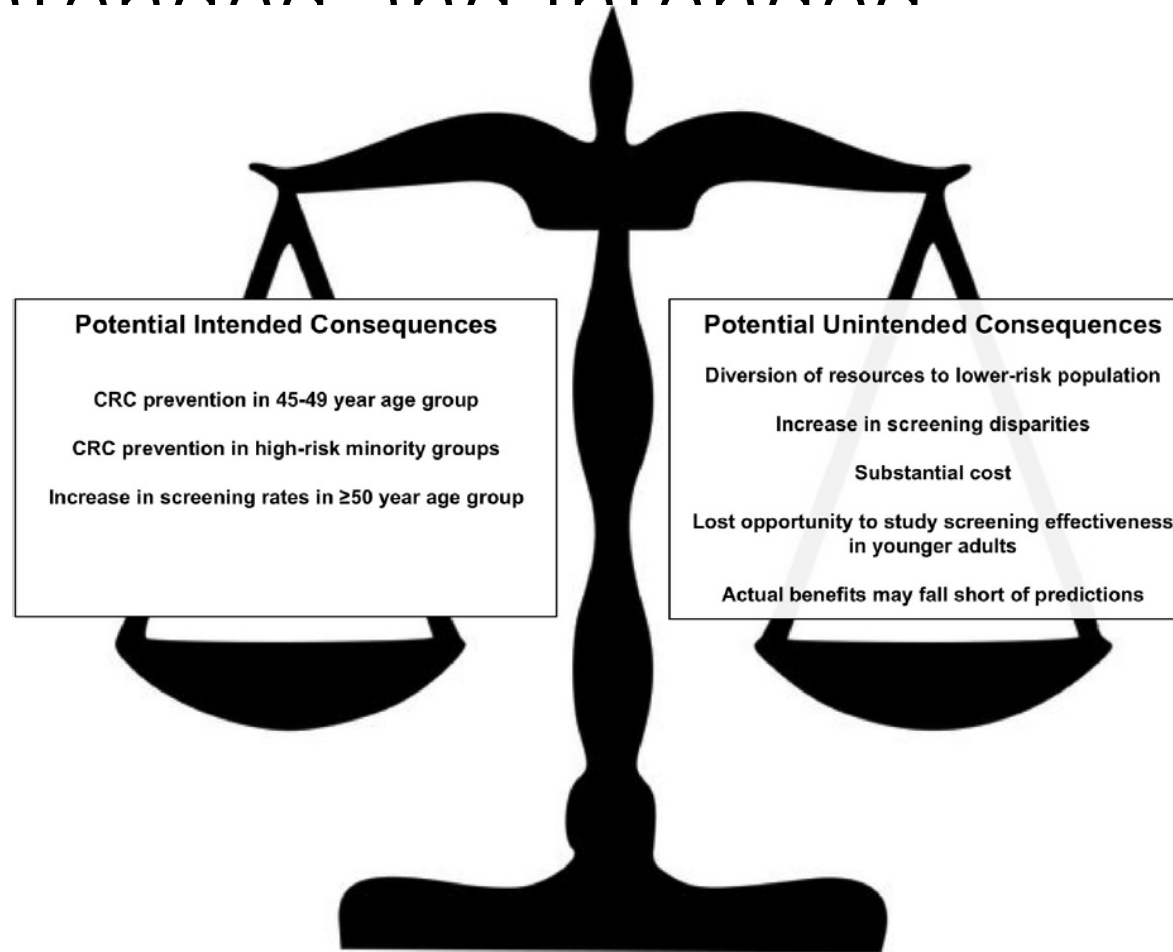 Potential Intended Consequences
CRC prevention in 45-49 year age group
CRC prevention in high-risk minority groups
Increase in screening rates in ≥50 year age group
Potential Unintended Consequences
Diversion of resources to lower-risk population
Increase in screening disparities
Substantial cost
Lost opportunity to study screening effectiveness
in younger adults
Actual benefits may fall short of predictions